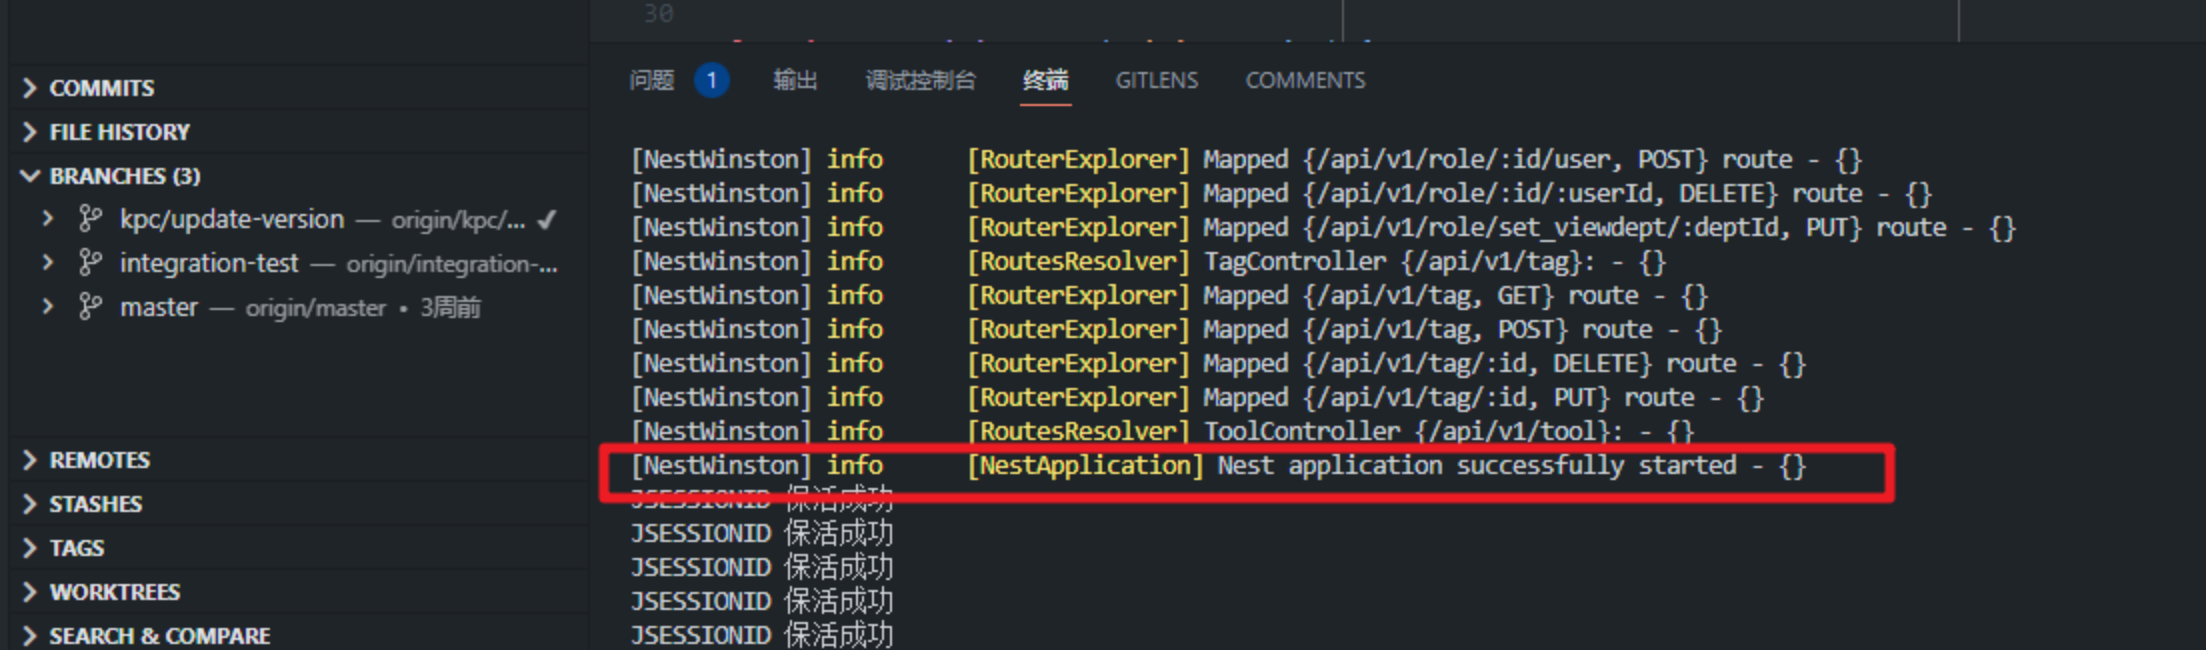 COMMITS
FILE HISTORY
BRANCHES (3)
kpc/update-version — origin/kpc/... ✓
integration-test — origin/integration-...
master — origin/master • 3周前
REMOTES
STASHES
TAGS
WORKTREES
SEARCH & COMPARE
30
问题 1 输出 调试控制台 终端 GITLENS COMMENTS
[NestWinston] info [RouterExplorer] Mapped {/api/v1/role/:id/user, POST} route - {}
[NestWinston] info [RouterExplorer] Mapped {/api/v1/role/:id/:userId, DELETE} route - {}
[NestWinston] info [RouterExplorer] Mapped {/api/v1/role/set_viewdept/:deptId, PUT} route - {}
[NestWinston] info [RoutesResolver] TagController {/api/v1/tag}: - {}
[NestWinston] info [RouterExplorer] Mapped {/api/v1/tag, GET} route - {}
[NestWinston] info [RouterExplorer] Mapped {/api/v1/tag, POST} route - {}
[NestWinston] info [RouterExplorer] Mapped {/api/v1/tag/:id, DELETE} route - {}
[NestWinston] info [RouterExplorer] Mapped {/api/v1/tag/:id, PUT} route - {}
[NestWinston] info [RoutesResolver] ToolController {/api/v1/tool}: - {}
[NestWinston] info [NestApplication] Nest application successfully started - {}
JSESSIONID 保活成功
JSESSIONID 保活成功
JSESSIONID 保活成功
JSESSIONID 保活成功
JSESSIONID 保活成功